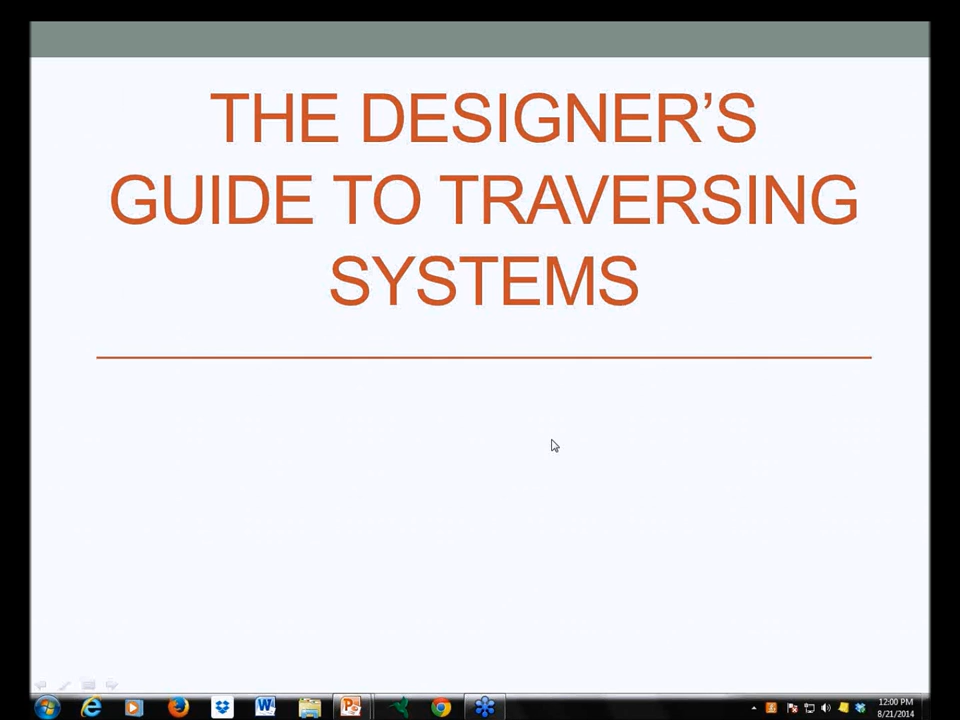 THE DESIGNER’S
GUIDE TO TRAVERSING
SYSTEMS
12:00 PM
8/21/2014